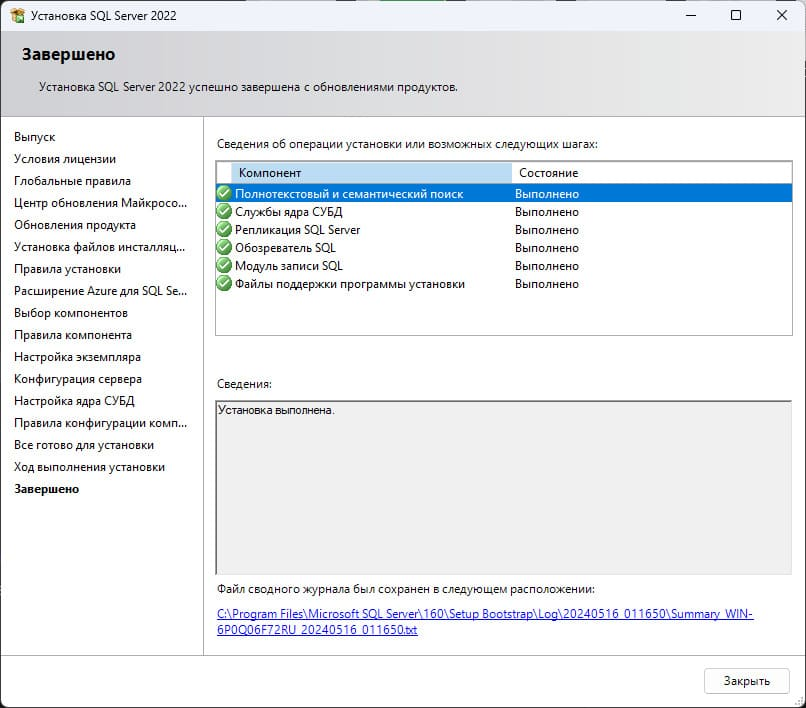 Установка SQL Server 2022
Завершено
Установка SQL Server 2022 успешно завершена с обновлениями продуктов.
Выпуск
Условия лицензии
Глобальные правила
Центр обновления Майкросо...
Обновления продукта
Установка файлов инсталляц...
Правила установки
Расширение Azure для SQL Se...
Выбор компонентов
Правила компонента
Настройка экземпляра
Конфигурация сервера
Настройка ядра СУБД
Правила конфигурации комп...
Все готово для установки
Ход выполнения установки
Завершено
Сведения об операции установки или возможных следующих шагах:
Компонент Состояние
Полнотекстовый и семантический поиск Выполнено
Службы ядра СУБД Выполнено
Репликация SQL Server Выполнено
Обозреватель SQL Выполнено
Модуль записи SQL Выполнено
Файлы поддержки программы установки Выполнено
Сведения:
Установка выполнена.
Файл сводного журнала был сохранен в следующем расположении:
C:\Program Files\Microsoft SQL Server\160\Setup Bootstrap\Log\20240516_011650\Summary_WIN-
6P0Q06F72RU_20240516_011650.txt
Закрыть